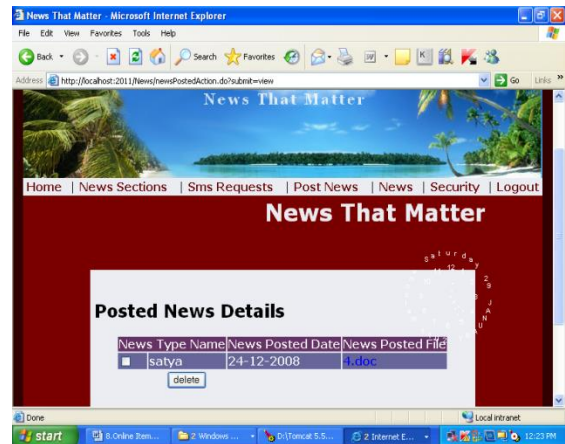 News That Matter - Microsoft Internet Explorer
File Edit View Favorites Tools Help
Back Search Favorites
Address http://localhost:2011/News/newsPostedAction.do?submit=view Go Links »
News That Matter
Home | News Sections | Sms Requests | Post News | News | Security | Logout
News That Matter
Saturday
12
29
JANU
Posted News Details
News Type Name News Posted Date News Posted File
satya 24-12-2008 4.doc
delete
Done Local intranet
start 8.Online Item... 2 Windows ... D:\Tomcat 5.5... 2 Internet E... 12:23 PM